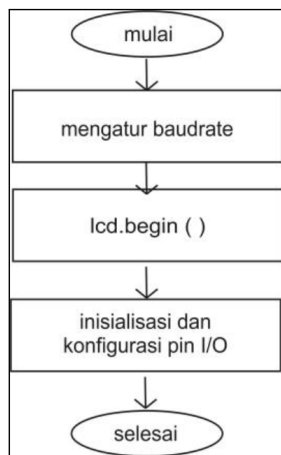 mulai
mengatur baudrate
lcd.begin ( )
inisialisasi dan
konfigurasi pin I/O
selesai